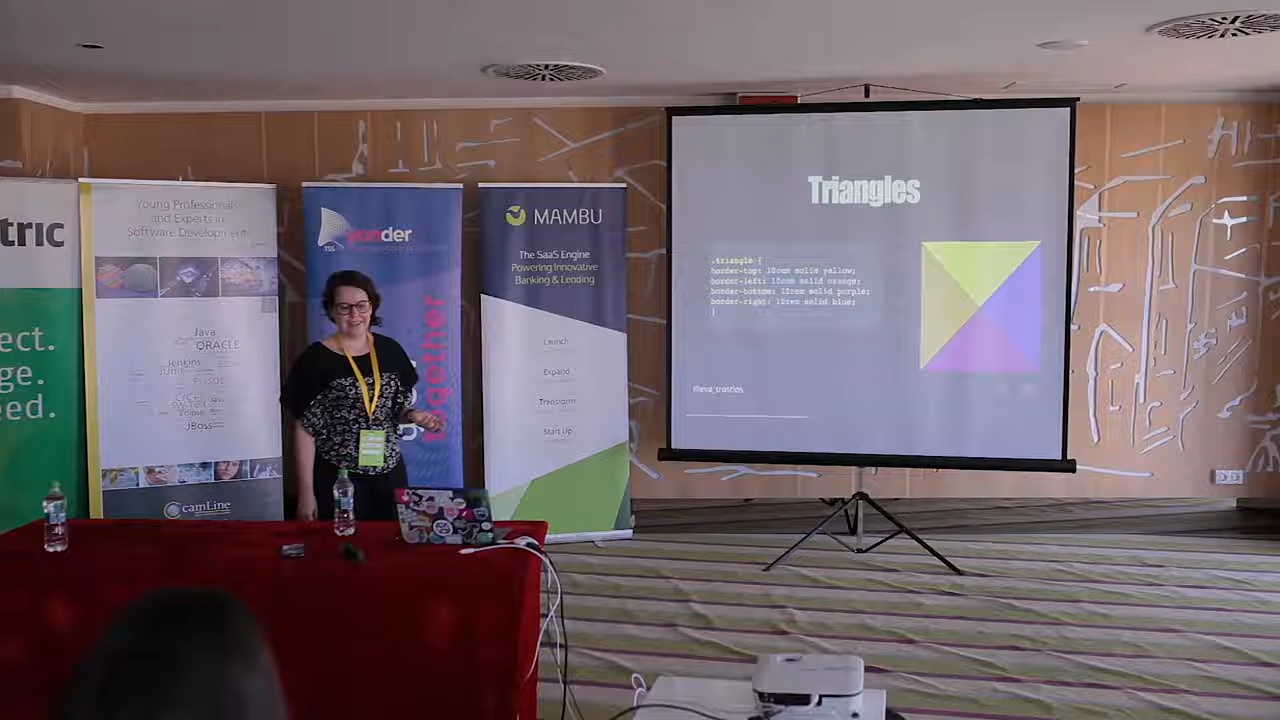 tric
ect.
ge.
eed.
Young Professionals
and Experts in
Software Development
Java
ORACLE
Jenkins
JUnit
JBoss
camLine
TSS
yonder
together
MAMBU
The SaaS Engine
Powering Innovative
Banking & Lending
Launch
Expand
Transform
Start Up
Triangles
.triangle {
border-top: 10rem solid yellow;
border-left: 10rem solid orange;
border-bottom: 10rem solid purple;
border-right: 10rem solid blue;
}